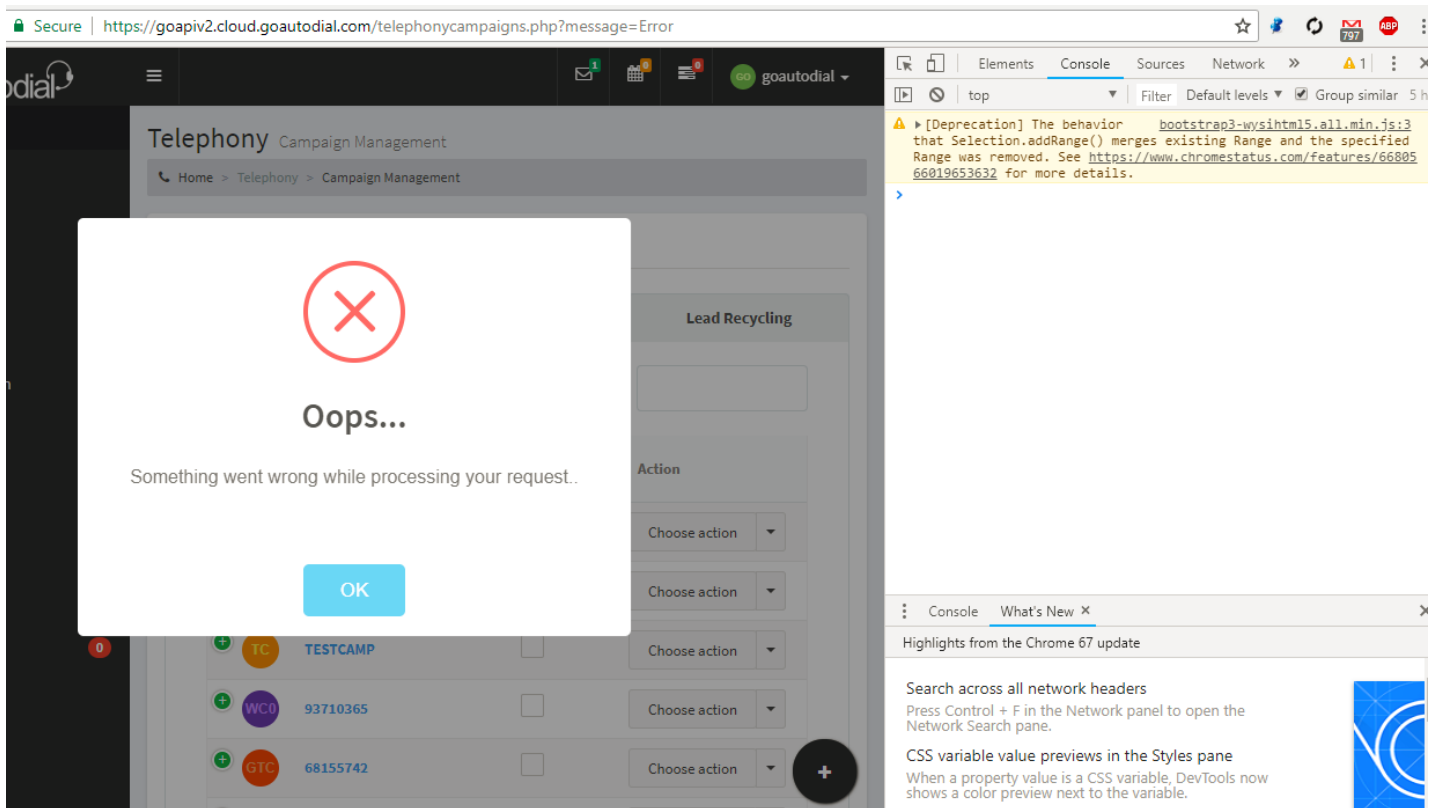 Secure | https://goapiv2.cloud.goautodial.com/telephonycampaigns.php?message=Error
797
ABP
odial
1
0
0
GO goautodial
Telephony Campaign Management
Home > Telephony > Campaign Management
Lead Recycling
Oops...
Something went wrong while processing your request..
OK
Action
Choose action
Choose action
0
TC TESTCAMP Choose action
WC0 93710365 Choose action
GTC 68155742 Choose action
+
Elements Console Sources Network » 1
top Filter Default levels Group similar 5 h
[Deprecation] The behavior bootstrap3-wysihtml5.all.min.js:3
that Selection.addRange() merges existing Range and the specified
Range was removed. See https://www.chromestatus.com/features/66805
66019653632 for more details.
Console What's New ×
Highlights from the Chrome 67 update
Search across all network headers
Press Control + F in the Network panel to open the
Network Search pane.
CSS variable value previews in the Styles pane
When a property value is a CSS variable, DevTools now
shows a color preview next to the variable.